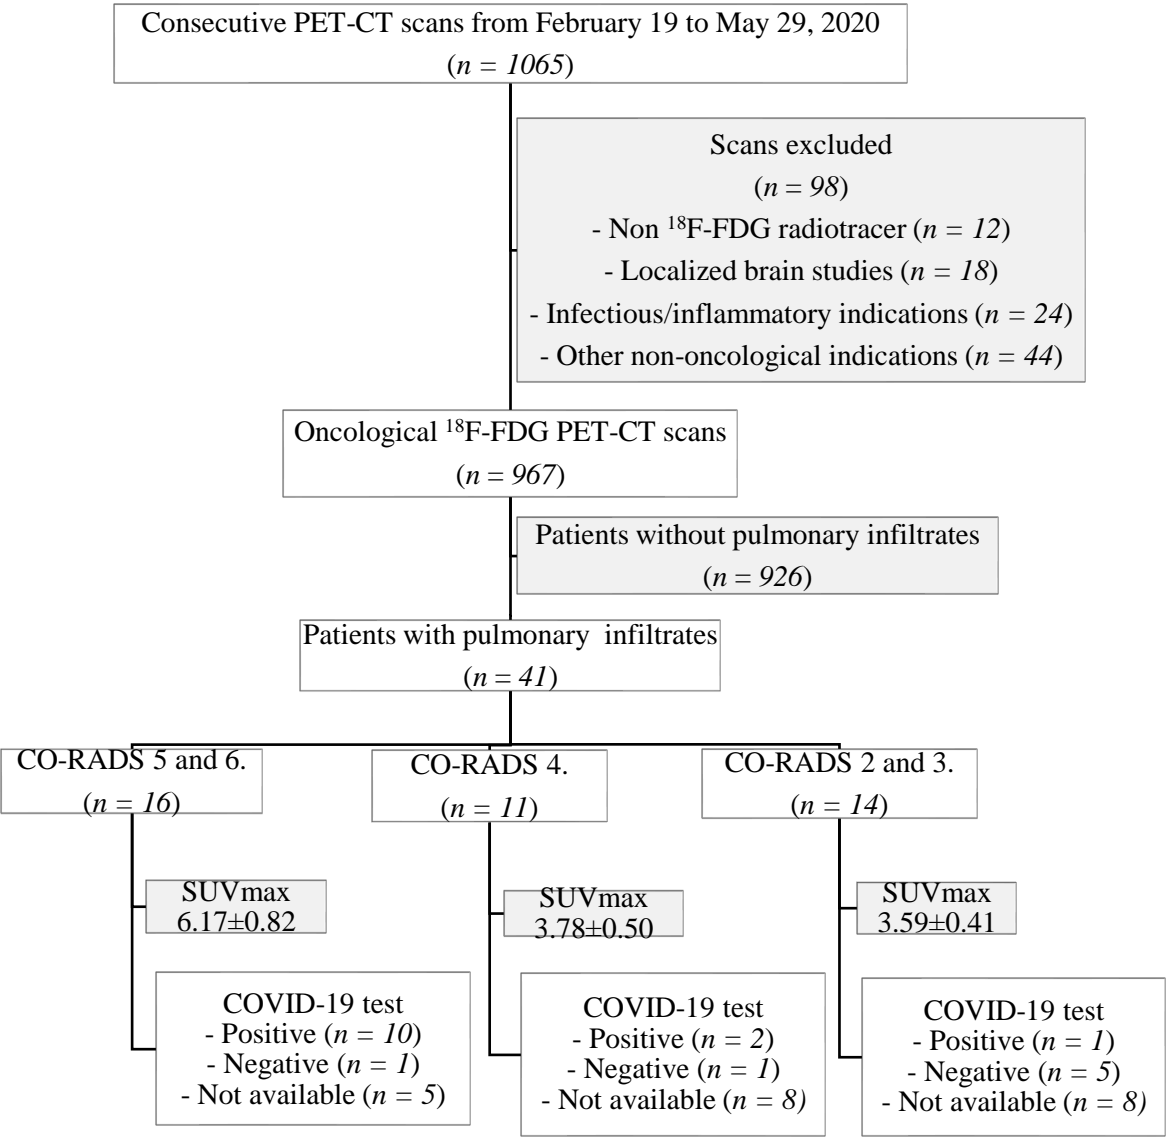 Consecutive PET-CT scans from February 19 to May 29, 2020
(n = 1065)
Scans excluded
(n = 98)
- Non ¹⁸F-FDG radiotracer (n = 12)
- Localized brain studies (n = 18)
- Infectious/inflammatory indications (n = 24)
- Other non-oncological indications (n = 44)
Oncological ¹⁸F-FDG PET-CT scans
(n = 967)
Patients without pulmonary infiltrates
(n = 926)
Patients with pulmonary infiltrates
(n = 41)
CO-RADS 5 and 6.
(n = 16)
CO-RADS 4.
(n = 11)
CO-RADS 2 and 3.
(n = 14)
SUVmax
6.17±0.82
SUVmax
3.78±0.50
SUVmax
3.59±0.41
COVID-19 test
- Positive (n = 10)
- Negative (n = 1)
- Not available (n = 5)
COVID-19 test
- Positive (n = 2)
- Negative (n = 1)
- Not available (n = 8)
COVID-19 test
- Positive (n = 1)
- Negative (n = 5)
- Not available (n = 8)